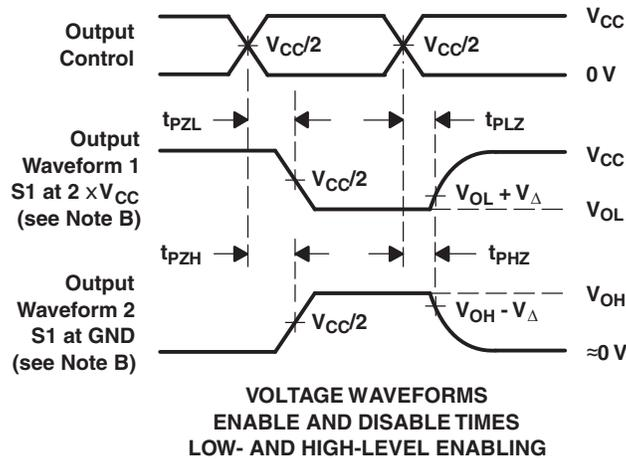 Output
Control
V_CC/2
V_CC/2
V_CC
0 V
t_PZL
t_PLZ
Output
Waveform 1
S1 at 2 × V_CC
(see Note B)
V_CC/2
V_CC
V_OL + V_Δ
V_OL
t_PZH
t_PHZ
Output
Waveform 2
S1 at GND
(see Note B)
V_CC/2
V_OH
V_OH - V_Δ
≈0 V
VOLTAGE WAVEFORMS
ENABLE AND DISABLE TIMES
LOW- AND HIGH-LEVEL ENABLING